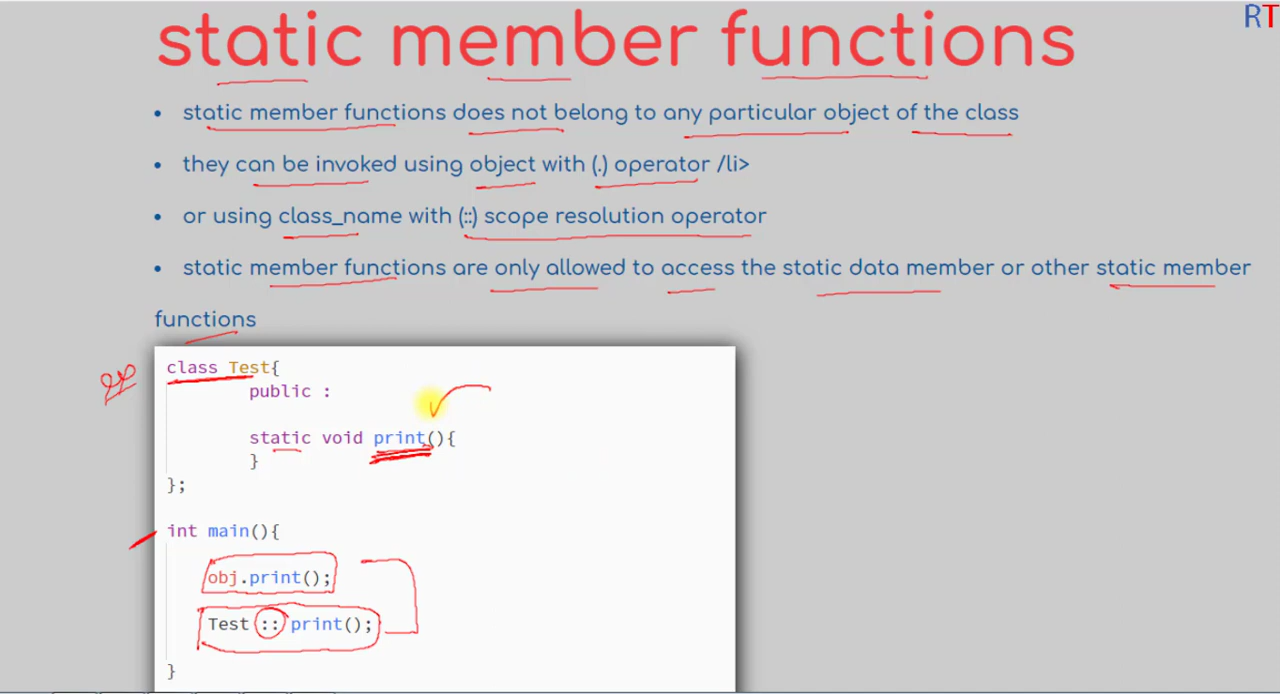 RT
static member functions
• static member functions does not belong to any particular object of the class
• they can be invoked using object with (.) operator /li>
• or using class_name with (::) scope resolution operator
• static member functions are only allowed to access the static data member or other static member
functions
class Test{
public :
static void print(){
}
};
int main(){
obj.print();
Test :: print();
}